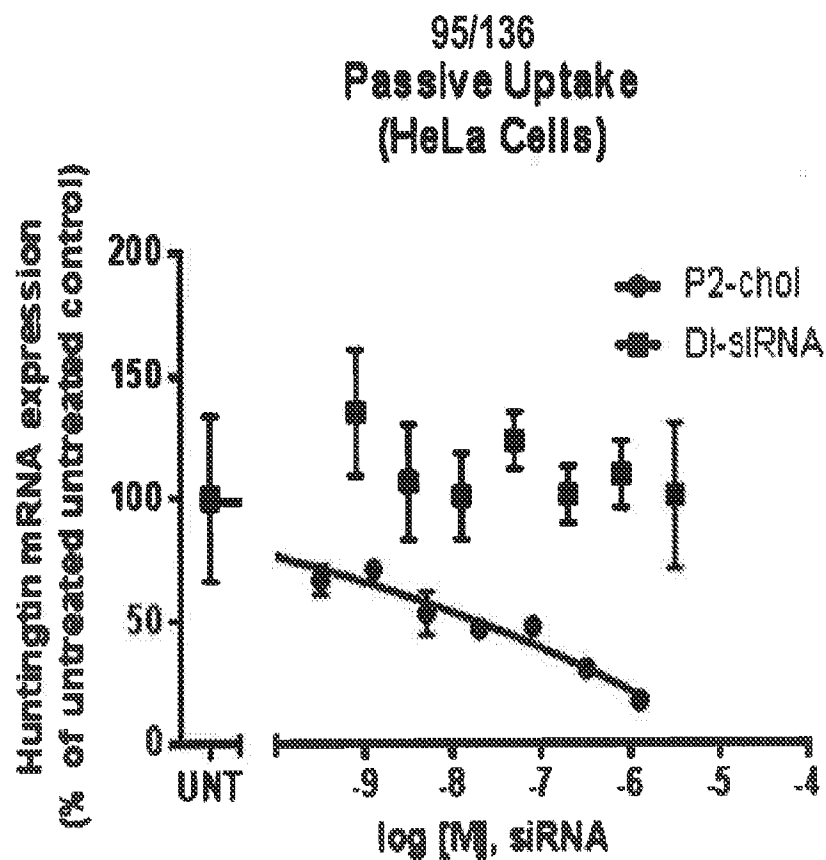 95/136
Passive Uptake
(HeLa Cells)
Huntingtin mRNA expression
(% of untreated untreated control)
200
150
100
50
0
P2-chol
DI-siRNA
UNT
-9
-8
-7
-6
-5
-4
log [M], siRNA